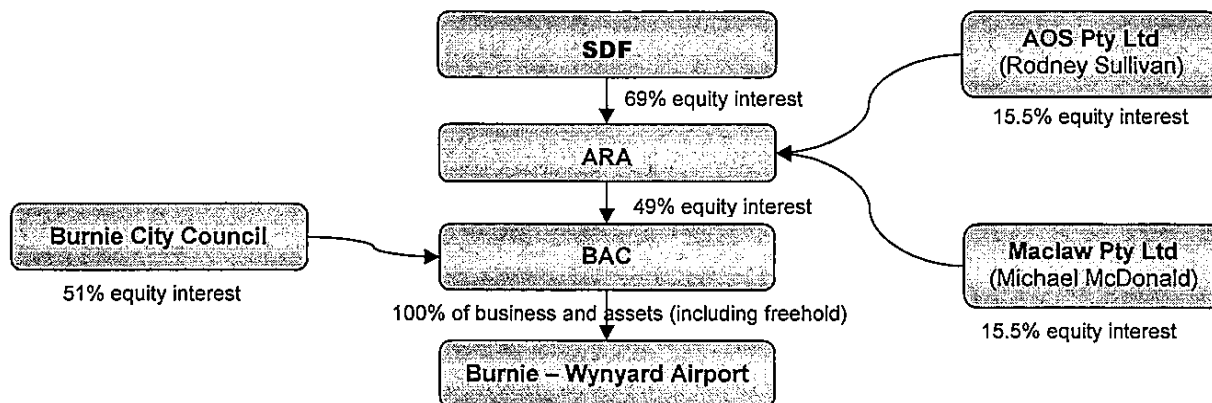 SDF
AOS Pty Ltd
(Rodney Sullivan)
69% equity interest
15.5% equity interest
ARA
49% equity interest
Burnie City Council
BAC
Maclaw Pty Ltd
(Michael McDonald)
51% equity interest
100% of business and assets (including freehold)
15.5% equity interest
Burnie – Wynyard Airport